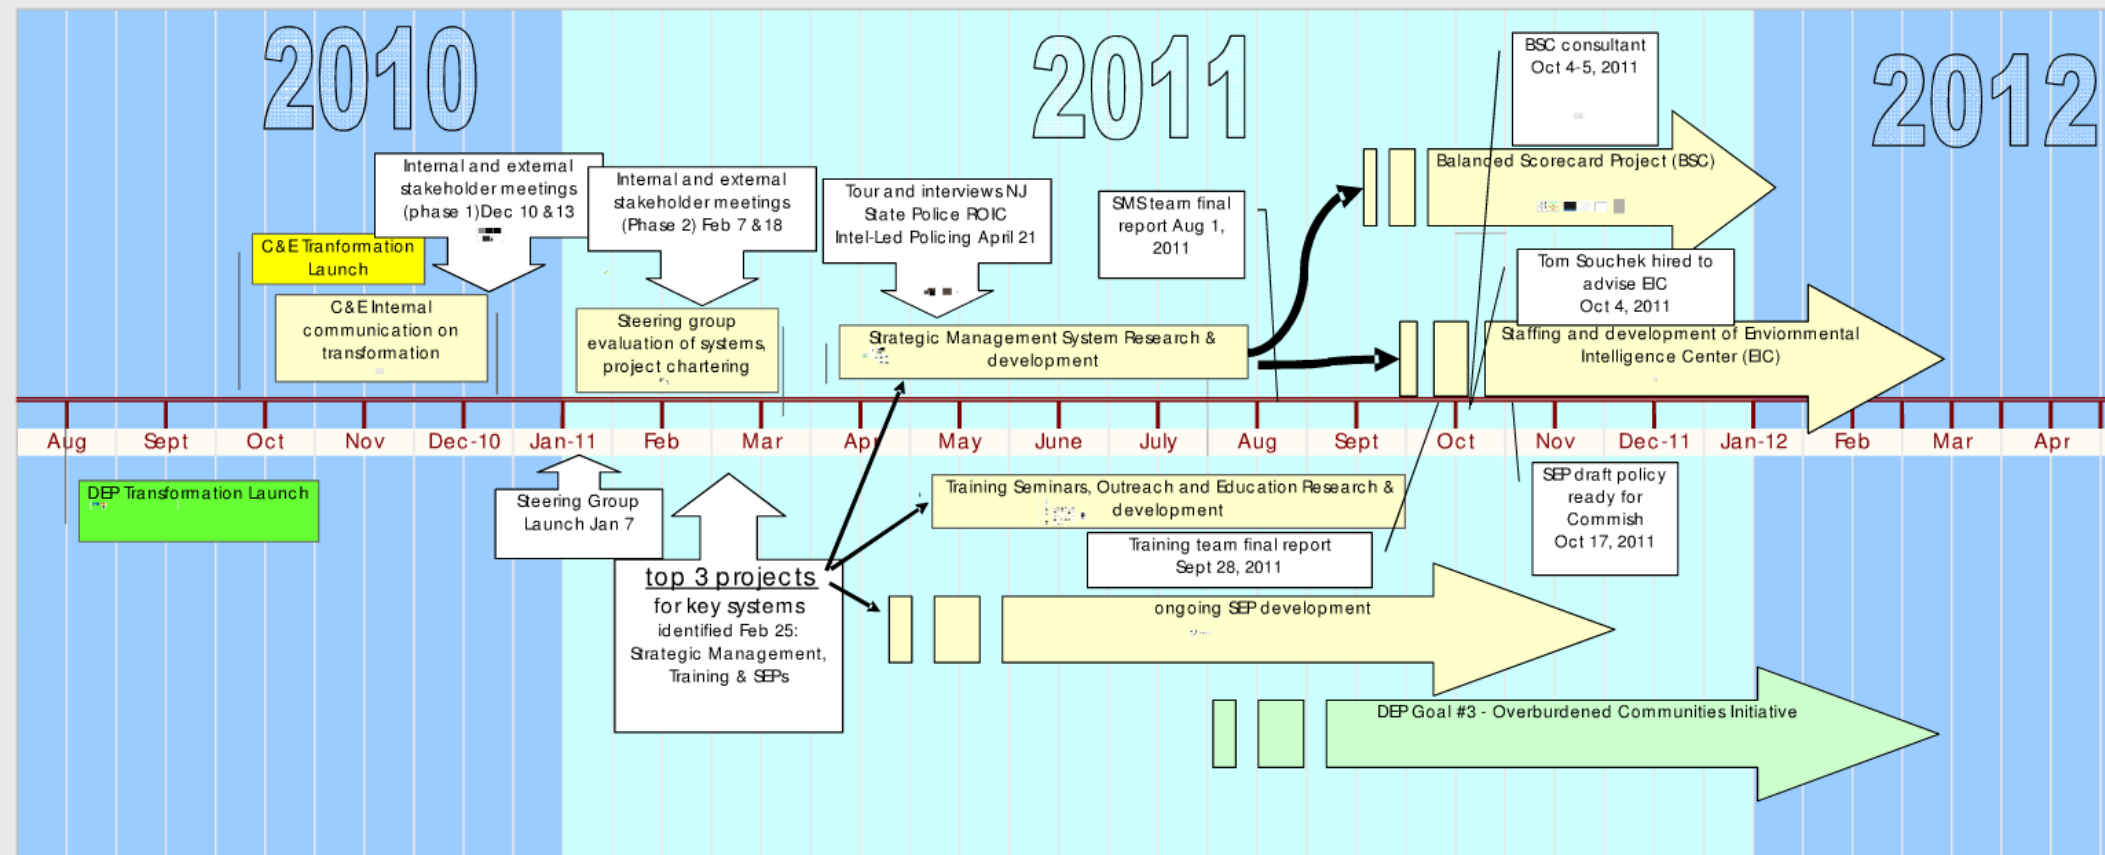 2010
2011
2012
BSC consultant
Oct 4-5, 2011
Balanced Scorecard Project (BSC)
Internal and external
stakeholder meetings
(phase 1)Dec 10 &13
Internal and external
stakeholder meetings
(Phase 2) Feb 7 &18
Tour and interviews NJ
State Police ROIC
Intel-Led Policing April 21
SMS team final
report Aug 1,
2011
C&E Tranformation
Launch
Tom Souchek hired to
advise EIC
Oct 4, 2011
C&E Internal
communication on
transformation
Steering group
evaluation of systems,
project chartering
Strategic Management System Research &
development
Staffing and development of Enviornmental
Intelligence Center (EIC)
Aug Sept Oct Nov Dec-10 Jan-11 Feb Mar Apr May June July Aug Sept Oct Nov Dec-11 Jan-12 Feb Mar Apr
DEP Transformation Launch
Steering Group
Launch Jan 7
Training Seminars, Outreach and Education Research &
development
SEP draft policy
ready for
Commish
Oct 17, 2011
Training team final report
Sept 28, 2011
top 3 projects
for key systems
identified Feb 25:
Strategic Management,
Training & SEPs
ongoing SEP development
DEP Goal #3 - Overburdened Communities Initiative